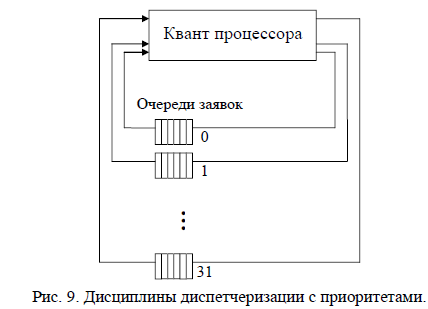 Квант процессора
Очереди заявок
0
1
31
Рис. 9. Дисциплины диспетчеризации с приоритетами.